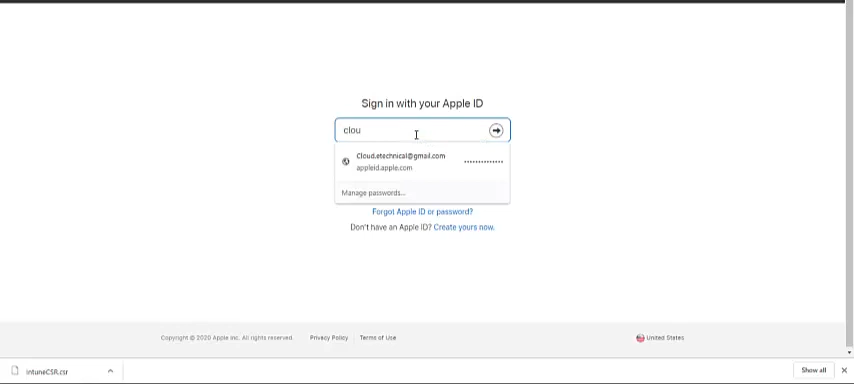 Sign in with your Apple ID
clou
Cloud.etechnical@gmail.com
appleid.apple.com
Manage passwords...
Forgot Apple ID or password?
Don't have an Apple ID? Create yours now.
Copyright © 2020 Apple Inc. All rights reserved. Privacy Policy Terms of Use United States
IntuneCSR.csr Show all